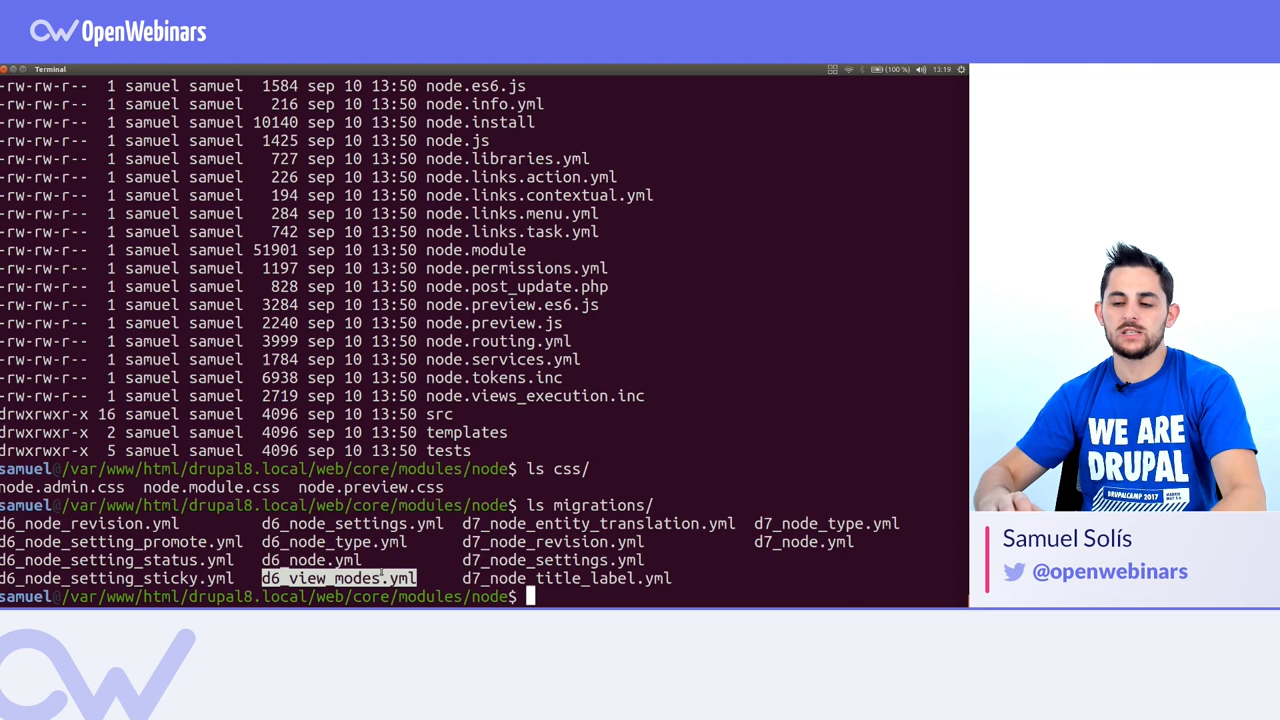 OpenWebinars
Terminal
(100 %) 13:19
-rw-rw-r-- 1 samuel samuel 1584 sep 10 13:50 node.es6.js
-rw-rw-r-- 1 samuel samuel 216 sep 10 13:50 node.info.yml
-rw-rw-r-- 1 samuel samuel 10140 sep 10 13:50 node.install
-rw-rw-r-- 1 samuel samuel 1425 sep 10 13:50 node.js
-rw-rw-r-- 1 samuel samuel 727 sep 10 13:50 node.libraries.yml
-rw-rw-r-- 1 samuel samuel 226 sep 10 13:50 node.links.action.yml
-rw-rw-r-- 1 samuel samuel 194 sep 10 13:50 node.links.contextual.yml
-rw-rw-r-- 1 samuel samuel 284 sep 10 13:50 node.links.menu.yml
-rw-rw-r-- 1 samuel samuel 742 sep 10 13:50 node.links.task.yml
-rw-rw-r-- 1 samuel samuel 51901 sep 10 13:50 node.module
-rw-rw-r-- 1 samuel samuel 1197 sep 10 13:50 node.permissions.yml
-rw-rw-r-- 1 samuel samuel 828 sep 10 13:50 node.post_update.php
-rw-rw-r-- 1 samuel samuel 3284 sep 10 13:50 node.preview.es6.js
-rw-rw-r-- 1 samuel samuel 2240 sep 10 13:50 node.preview.js
-rw-rw-r-- 1 samuel samuel 3999 sep 10 13:50 node.routing.yml
-rw-rw-r-- 1 samuel samuel 1784 sep 10 13:50 node.services.yml
-rw-rw-r-- 1 samuel samuel 6938 sep 10 13:50 node.tokens.inc
-rw-rw-r-- 1 samuel samuel 2719 sep 10 13:50 node.views_execution.inc
drwxrwxr-x 16 samuel samuel 4096 sep 10 13:50 src
drwxrwxr-x 2 samuel samuel 4096 sep 10 13:50 templates
drwxrwxr-x 5 samuel samuel 4096 sep 10 13:50 tests
samuel@/var/www/html/drupal8.local/web/core/modules/node$ ls css/
node.admin.css node.module.css node.preview.css
samuel@/var/www/html/drupal8.local/web/core/modules/node$ ls migrations/
d6_node_revision.yml d6_node_settings.yml d7_node_entity_translation.yml d7_node_type.yml
d6_node_setting_promote.yml d6_node_type.yml d7_node_revision.yml d7_node.yml
d6_node_setting_status.yml d6_node.yml d7_node_settings.yml
d6_node_setting_sticky.yml d6_view_modes.yml d7_node_title_label.yml
samuel@/var/www/html/drupal8.local/web/core/modules/node$
WE ARE
DRUPAL
DRUPALCAMP 2017
Samuel Solís
@openwebinars